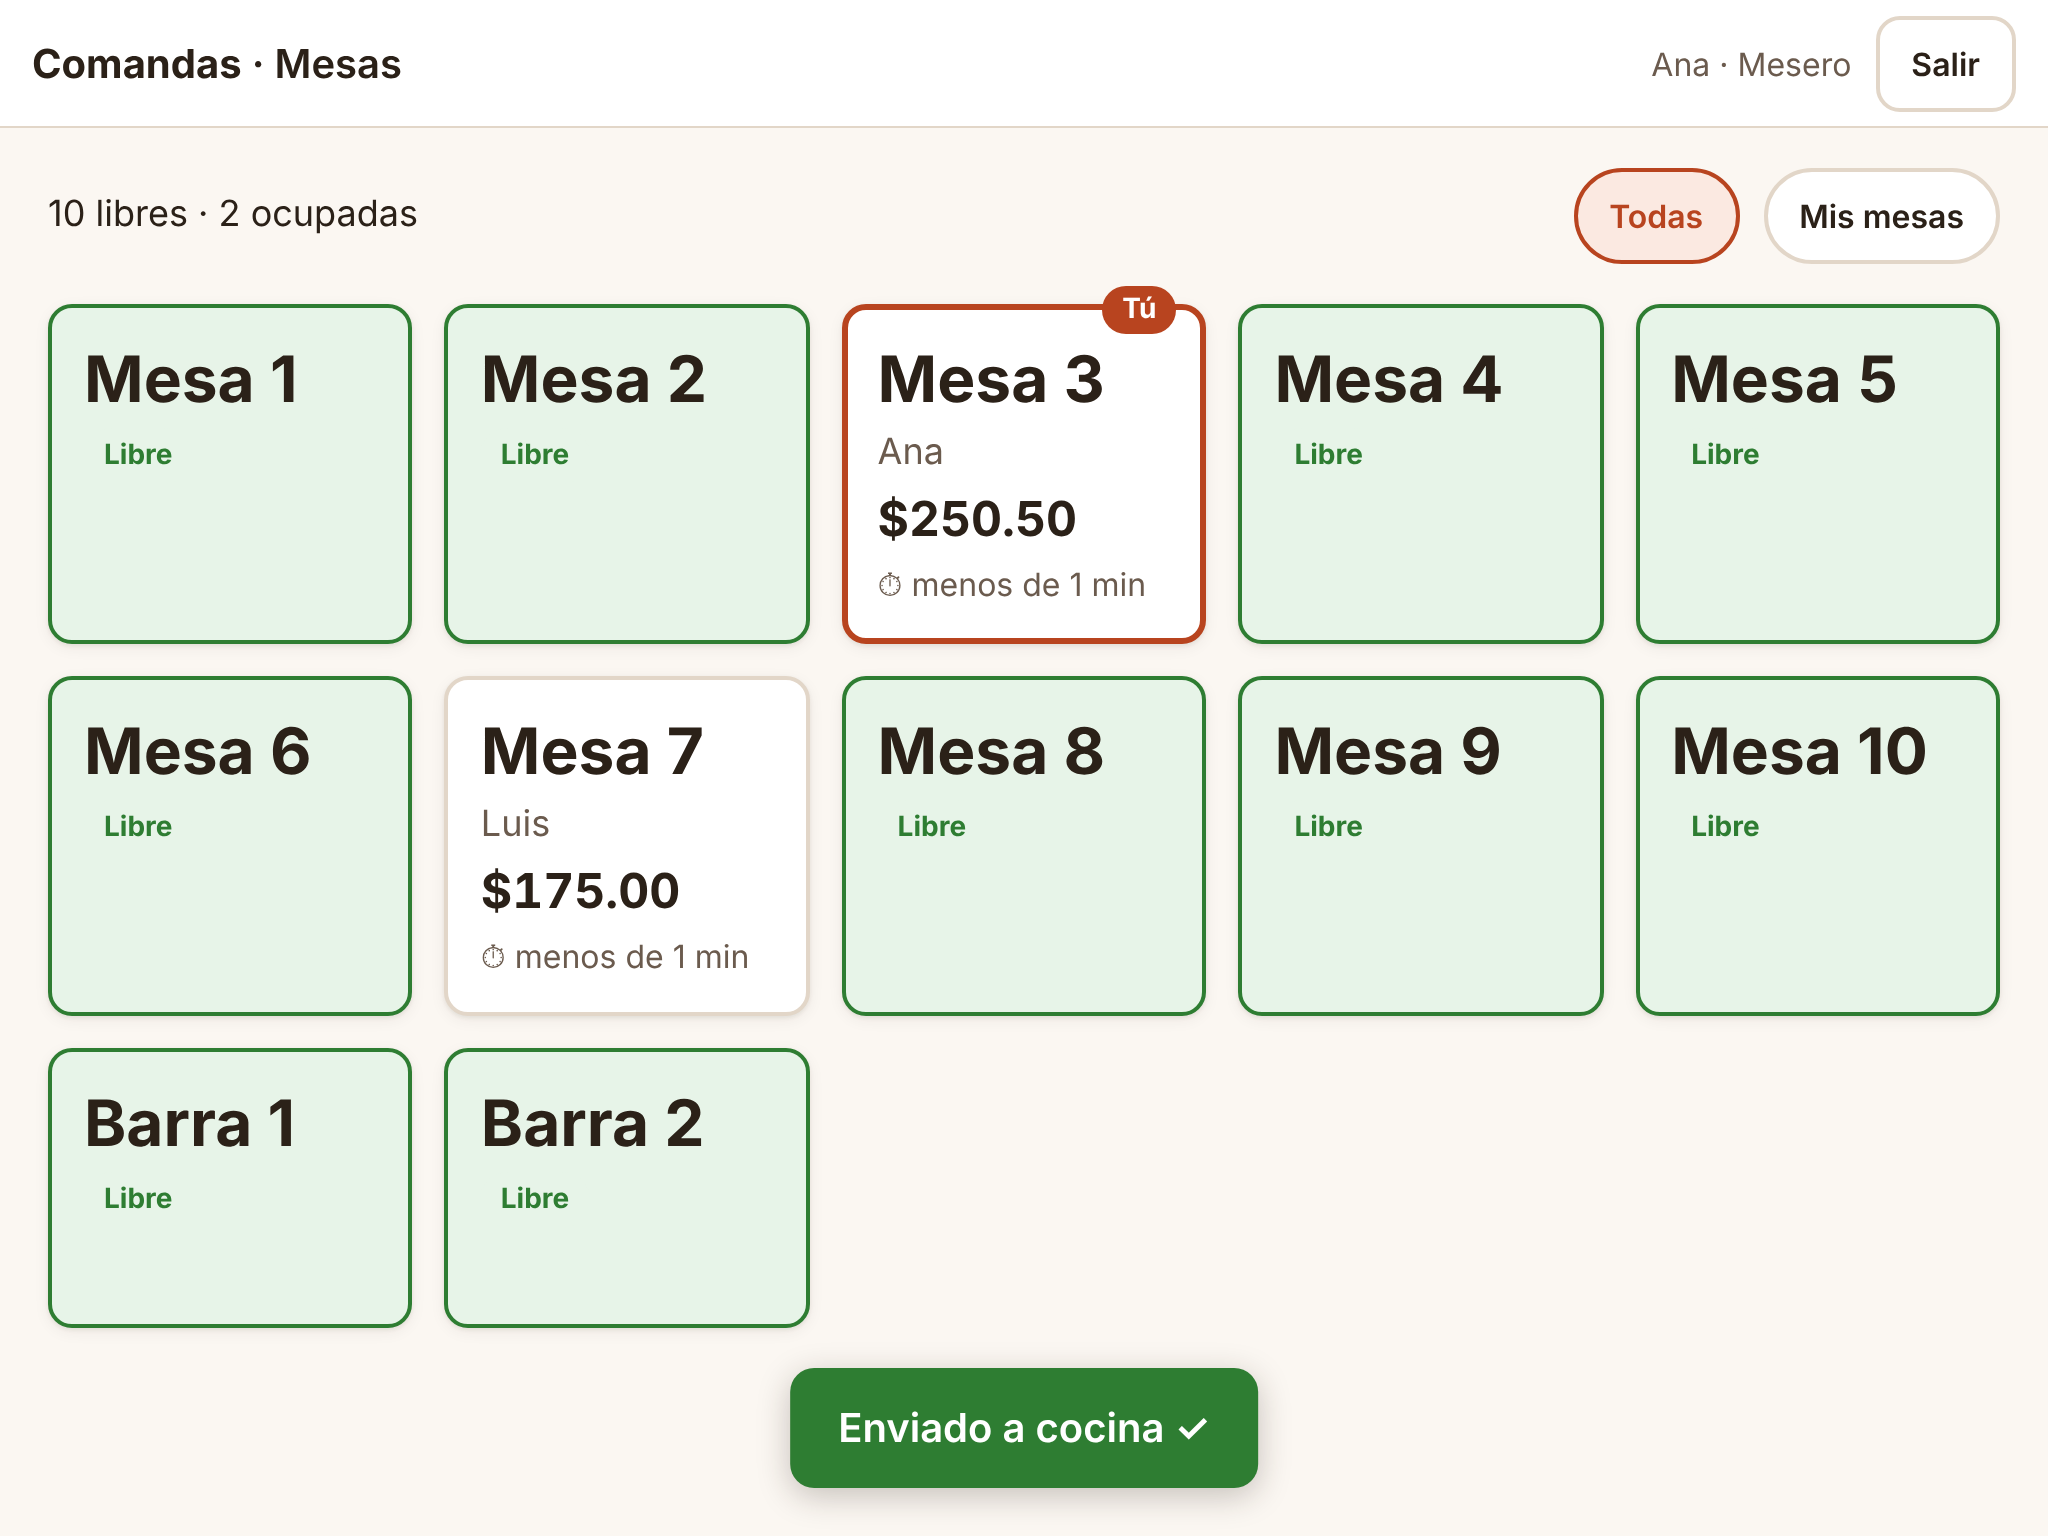 Comandas · Mesas
Ana · Mesero
Salir
10 libres · 2 ocupadas
Todas
Mis mesas
Mesa 1
Libre
Mesa 2
Libre
Tú
Mesa 3
Ana
$250.50
⏱ menos de 1 min
Mesa 4
Libre
Mesa 5
Libre
Mesa 6
Libre
Mesa 7
Luis
$175.00
⏱ menos de 1 min
Mesa 8
Libre
Mesa 9
Libre
Mesa 10
Libre
Barra 1
Libre
Barra 2
Libre
Enviado a cocina ✓